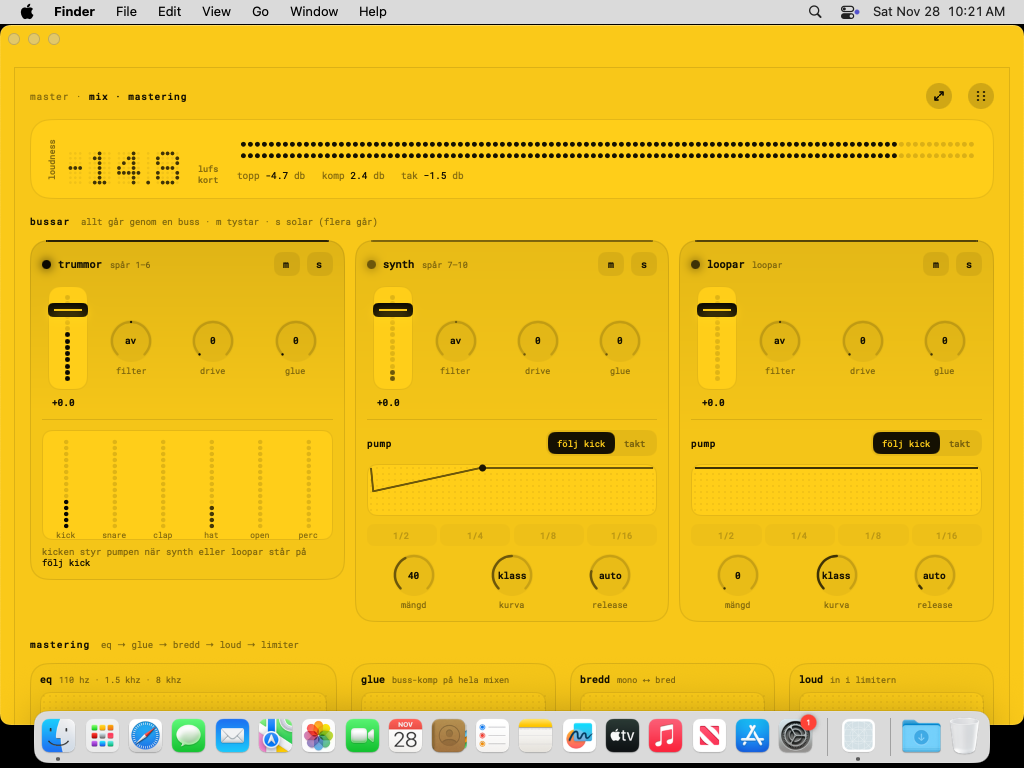 Finder File Edit View Go Window Help Sat Nov 28 10:21 AM
master · mix · mastering
loudness
-14.8
lufs
kort
topp -4.7 db komp 2.4 db tak -1.5 db
bussar allt går genom en buss · m tystar · s solar (flera går)
trummor spår 1-6 m s
av 0 0
filter drive glue
+0.0
kick snare clap hat open perc
kicken styr pumpen när synth eller loopar står på
följ kick
synth spår 7-10 m s
av 0 0
filter drive glue
+0.0
pump följ kick takt
1/2 1/4 1/8 1/16
40 klass auto
mängd kurva release
loopar loopar m s
av 0 0
filter drive glue
+0.0
pump följ kick takt
1/2 1/4 1/8 1/16
0 klass auto
mängd kurva release
mastering eq → glue → bredd → loud → limiter
eq 110 hz · 1.5 khz · 8 khz
glue buss-komp på hela mixen
bredd mono ↔ bred
loud in i limitern
NOV
28
tv
1